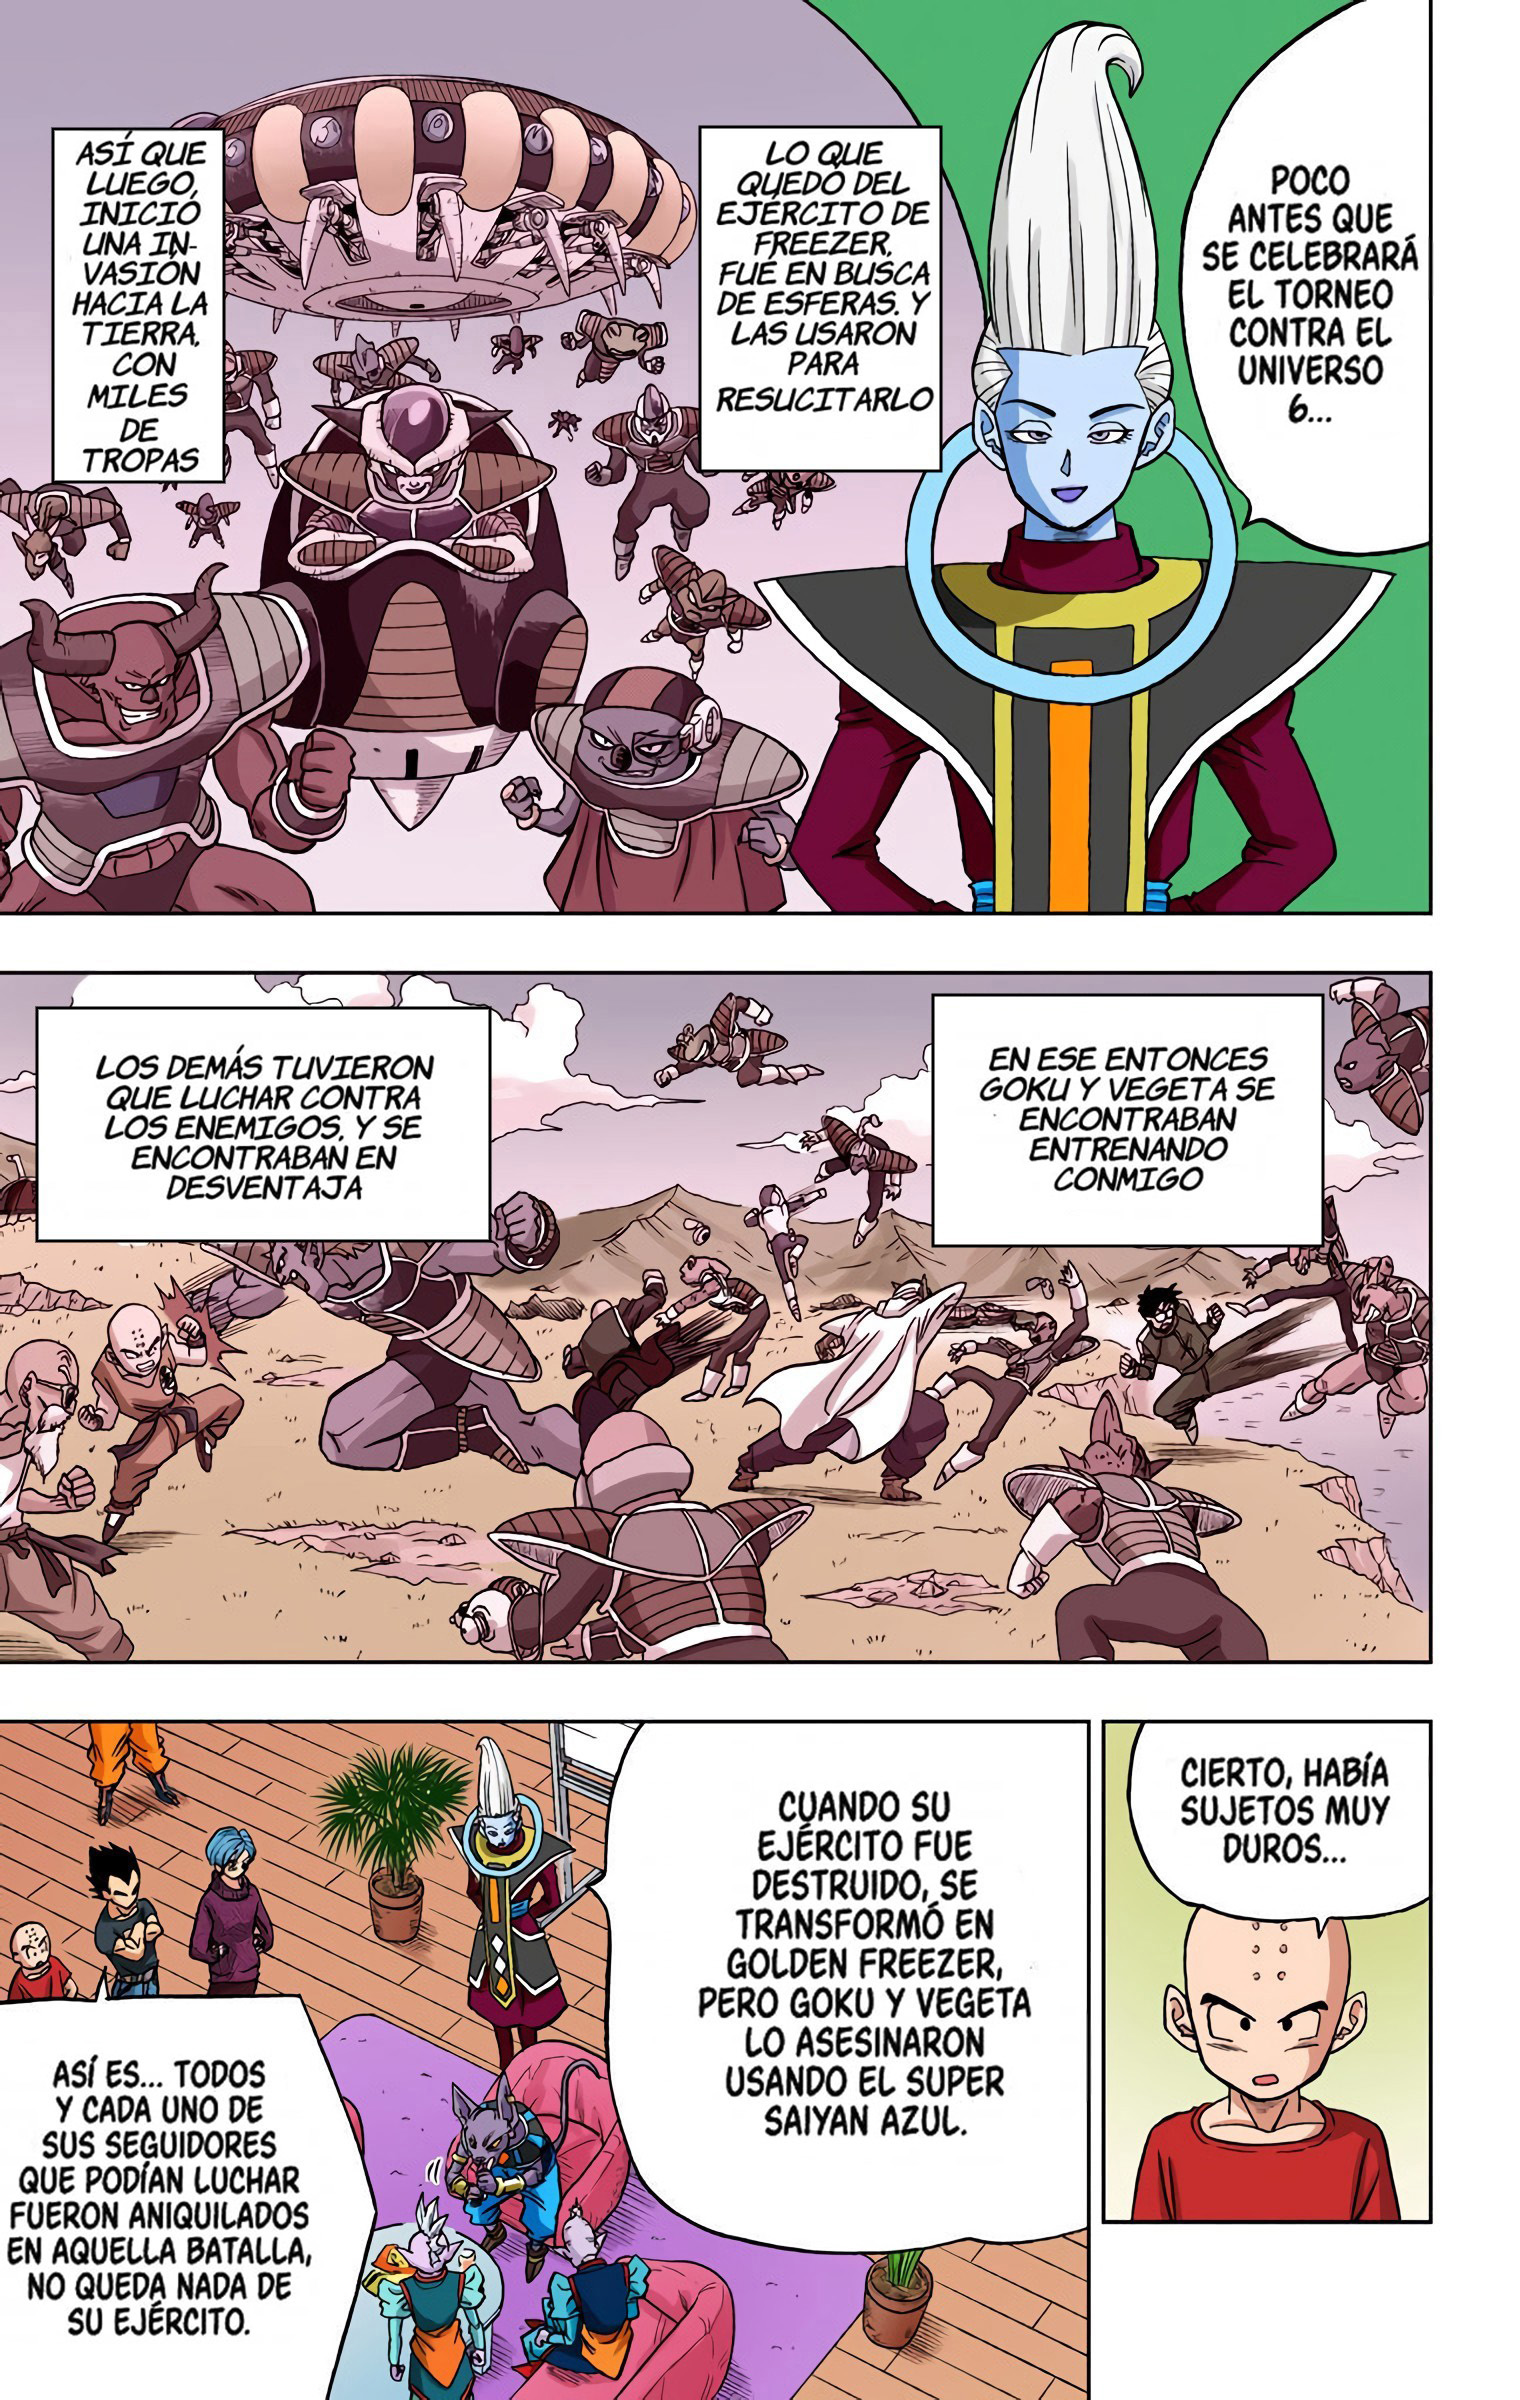 POCO
ANTES QUE
SE CELEBRARÁ
EL TORNEO
CONTRA EL
UNIVERSO
6...
LO QUE
QUEDÓ DEL
EJÉRCITO DE
FREEZER,
FUÉ EN BUSCA
DE ESFERAS. Y
LAS USARON
PARA
RESUCITARLO
ASÍ QUE
LUEGO,
INICIÓ
UNA IN-
VASIÓN
HACIA LA
TIERRA,
CON
MILES
DE
TROPAS
EN ESE ENTONCES
GOKU Y VEGETA SE
ENCONTRABAN
ENTRENANDO
CONMIGO
LOS DEMÁS TUVIERON
QUE LUCHAR CONTRA
LOS ENEMIGOS, Y SE
ENCONTRABAN EN
DESVENTAJA
CIERTO, HABÍA
SUJETOS MUY
DUROS...
CUANDO SU
EJÉRCITO FUE
DESTRUIDO, SE
TRANSFORMÓ EN
GOLDEN FREEZER,
PERO GOKU Y VEGETA
LO ASESINARON
USANDO EL SUPER
SAIYAN AZUL.
ASÍ ES... TODOS
Y CADA UNO DE
SUS SEGUIDORES
QUE PODÍAN LUCHAR
FUERON ANIQUILADOS
EN AQUELLA BATALLA,
NO QUEDA NADA DE
SU EJÉRCITO.